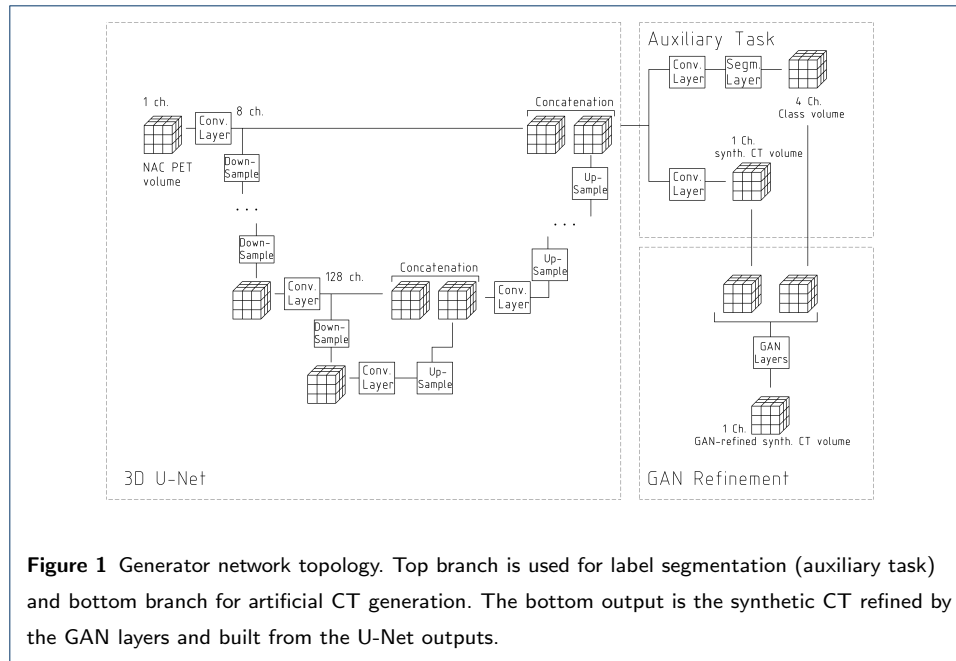 Auxiliary Task
1 ch.
Conv.
Layer
8 ch.
NAC PET
volume
Down-
Sample
. . .
Down-
Sample
Conv.
Layer
128 ch.
Down-
Sample
Conv.
Layer
Up-
Sample
Concatenation
Conv.
Layer
Up-
Sample
. . .
Up-
Sample
Concatenation
3D U-Net
Conv.
Layer
Segm.
Layer
4 Ch.
Class volume
1 Ch.
synth. CT volume
Conv.
Layer
GAN
Layers
1 Ch.
GAN-refined synth. CT volume
GAN Refinement
Figure 1 Generator network topology. Top branch is used for label segmentation (auxiliary task)
and bottom branch for artificial CT generation. The bottom output is the synthetic CT refined by
the GAN layers and built from the U-Net outputs.